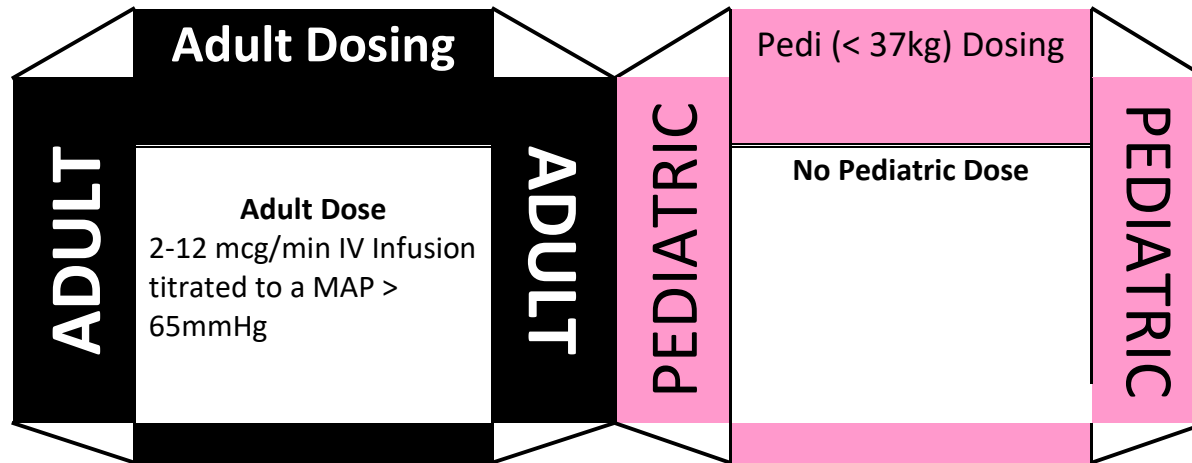 Adult Dosing
ADULT
Adult Dose
2-12 mcg/min IV Infusion
titrated to a MAP >
65mmHg
ADULT
Pedi (< 37kg) Dosing
PEDIATRIC
No Pediatric Dose
PEDIATRIC